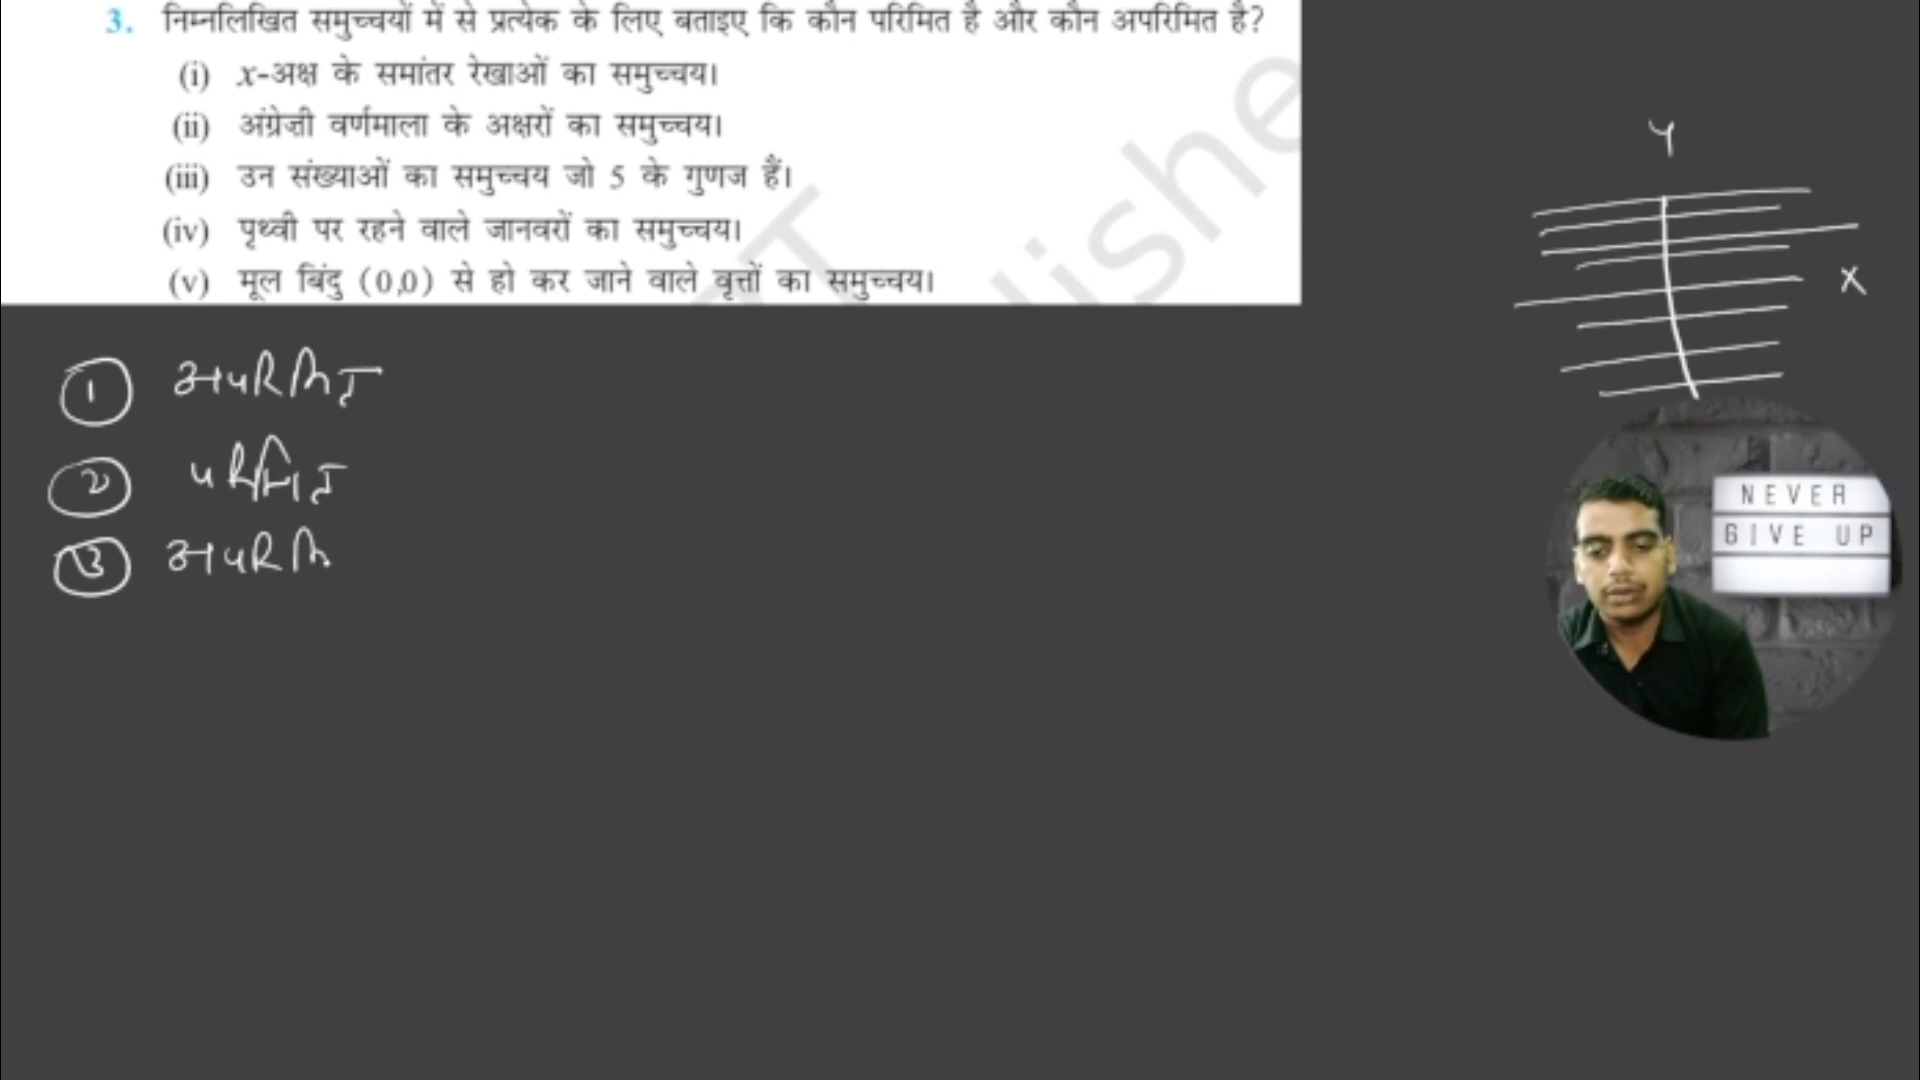 3. निम्नलिखित समुच्चयों में से प्रत्येक के लिए बताइए कि कौन परिमित है और कौन अपरिमित है?
(i) x-अक्ष के समांतर रेखाओं का समुच्चय।
(ii) अंग्रेज़ी वर्णमाला के अक्षरों का समुच्चय।
(iii) उन संख्याओं का समुच्चय जो 5 के गुणज हैं।
(iv) पृथ्वी पर रहने वाले जानवरों का समुच्चय।
(v) मूल बिंदु (0,0) से हो कर जाने वाले वृत्तों का समुच्चय।
y
x
1 अपरिमित
2 परिमित
3 अपरमि
NEVER
GIVE UP